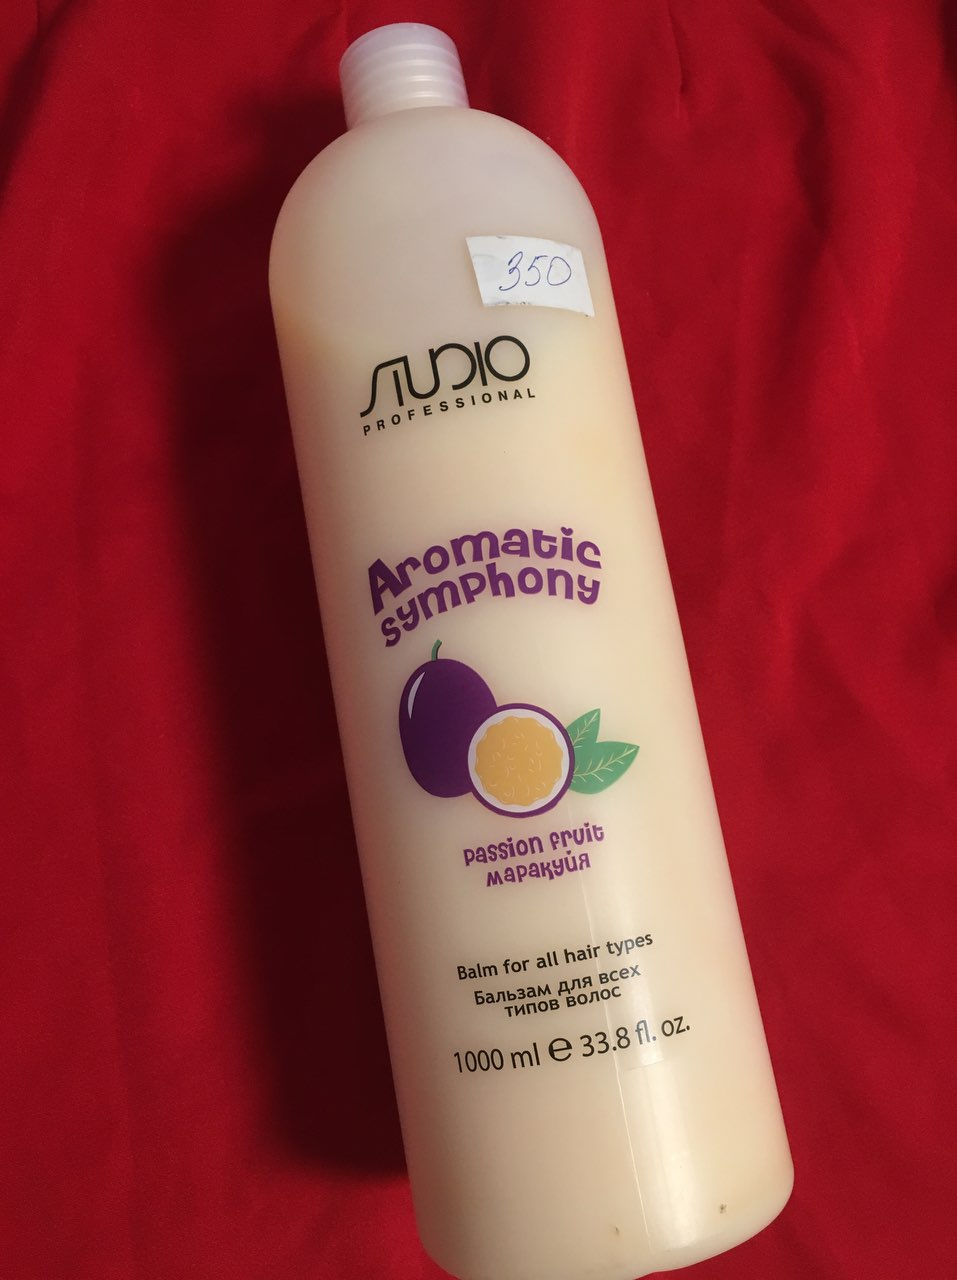 350
STUDIO
PROFESSIONAL
Aromatic
symphony
passion fruit
маракуйя
Balm for all hair types
Бальзам для всех
типов волос
1000 ml ℮ 33.8 fl. oz.